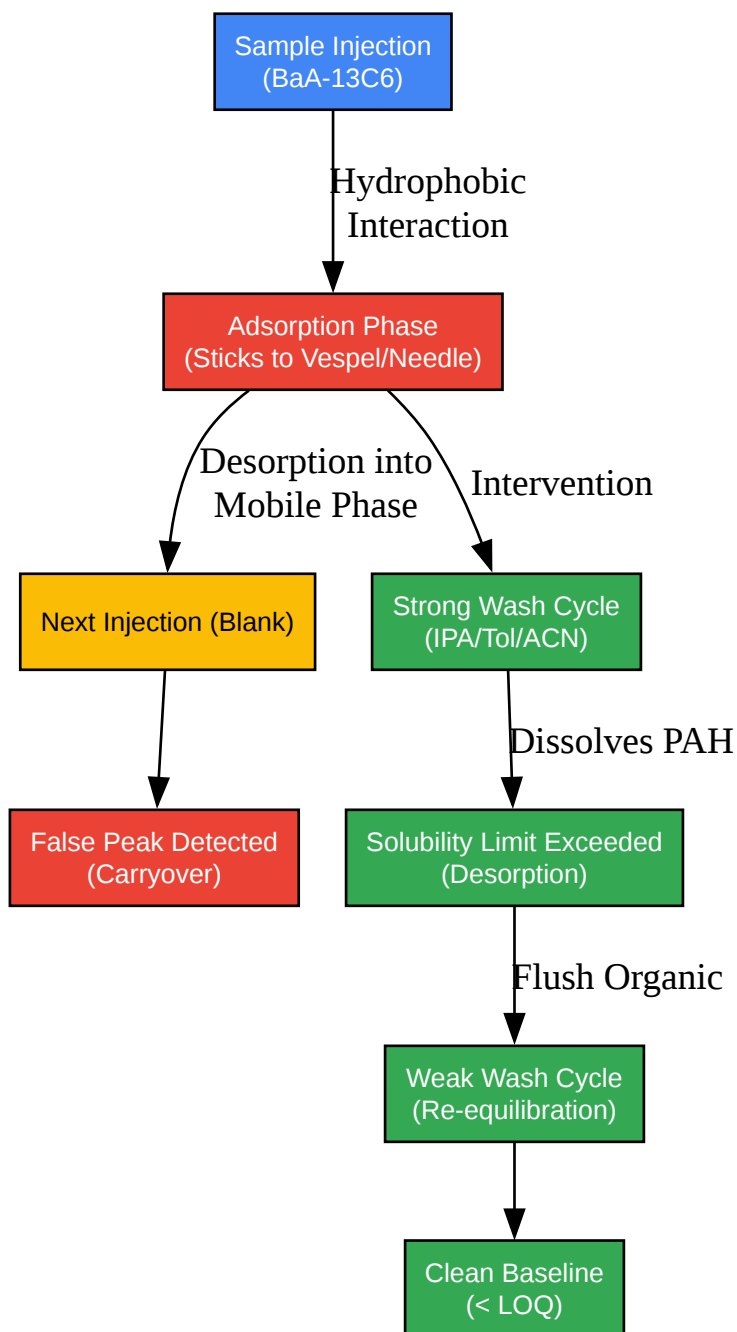 Sample Injection
(BaA-13C6)
Hydrophobic
Interaction
Adsorption Phase
(Sticks to Vespel/Needle)
Desorption into
Mobile Phase
Intervention
Next Injection (Blank)
Strong Wash Cycle
(IPA/Tol/ACN)
Dissolves PAH
False Peak Detected
(Carryover)
Solubility Limit Exceeded
(Desorption)
Flush Organic
Weak Wash Cycle
(Re-equilibration)
Clean Baseline
(< LOQ)